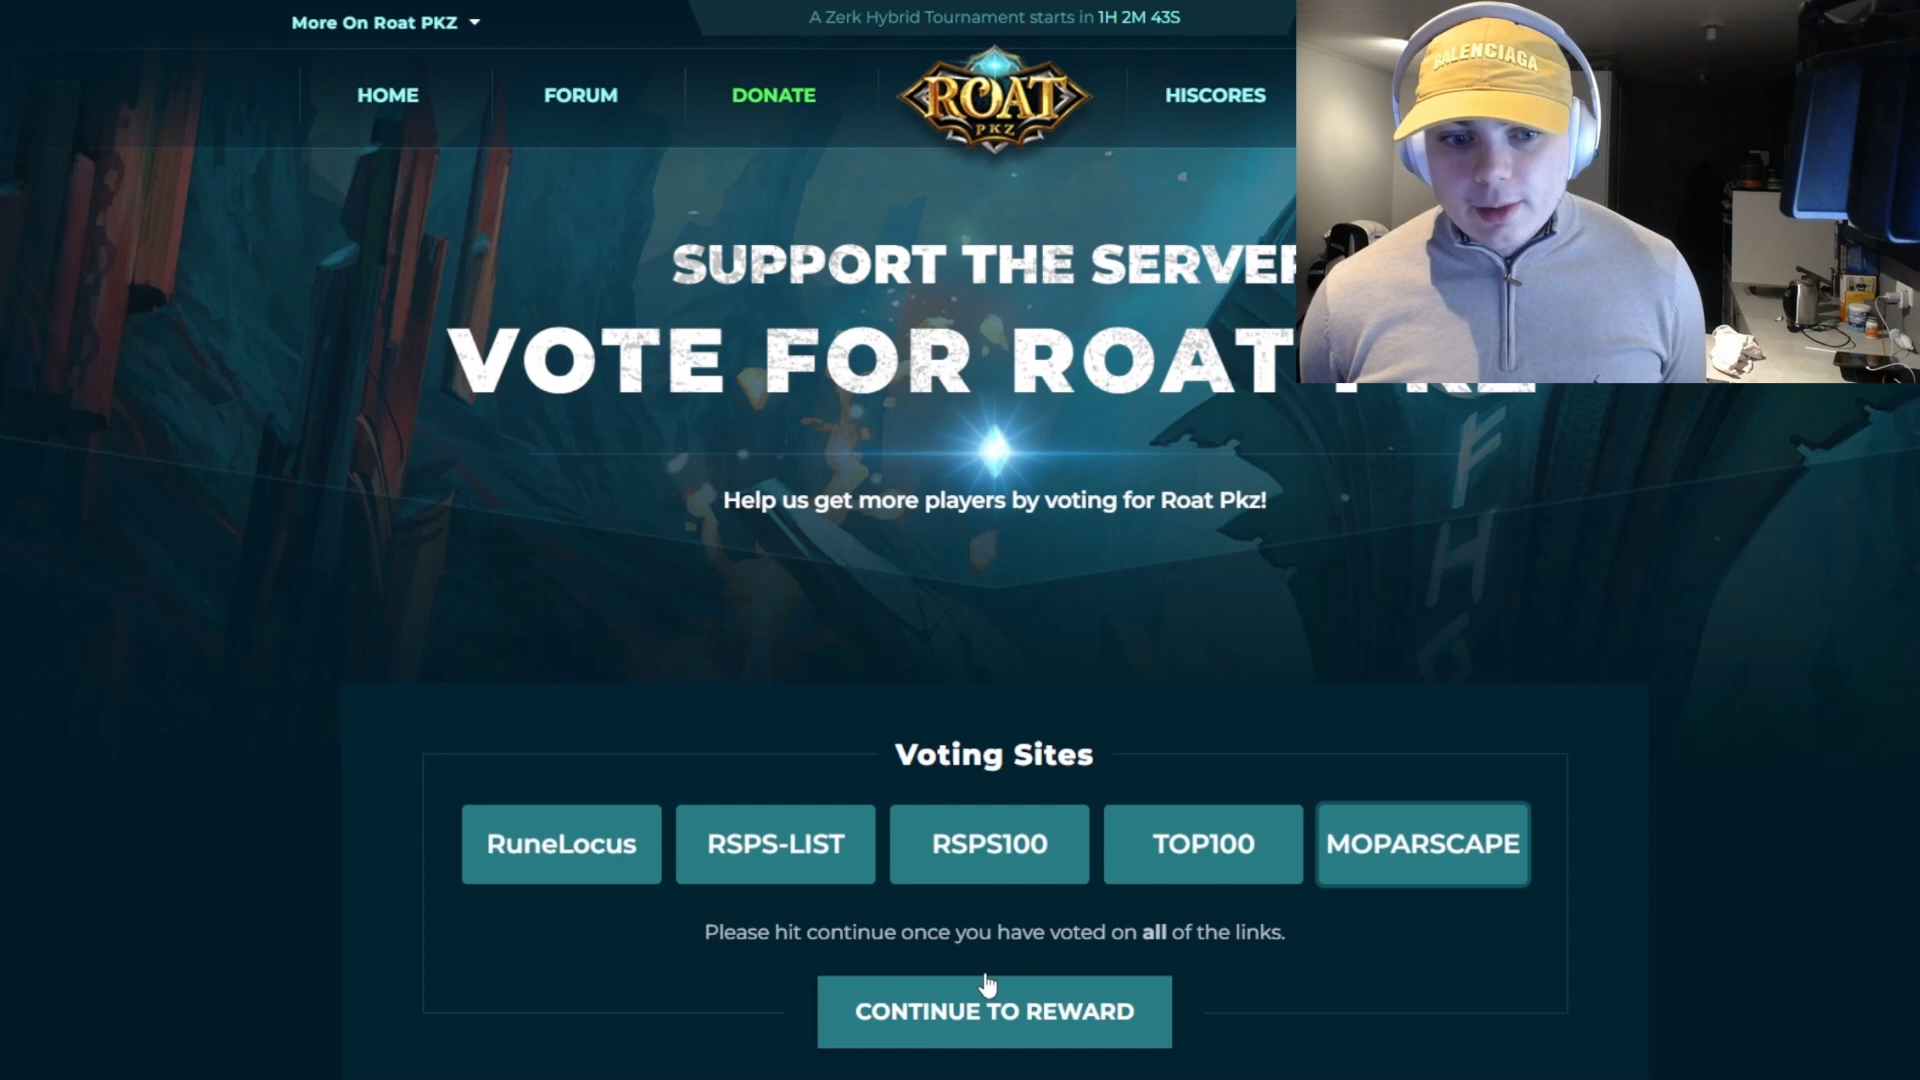 More On Roat PKZ
A Zerk Hybrid Tournament starts in 1H 2M 43S
HOME
FORUM
DONATE
ROAT
PKZ
HISCORES
BALENCIAGA
SUPPORT THE SERVER
VOTE FOR ROAT PKZ
Help us get more players by voting for Roat Pkz!
Voting Sites
RuneLocus
RSPS-LIST
RSPS100
TOP100
MOPARSCAPE
Please hit continue once you have voted on all of the links.
CONTINUE TO REWARD